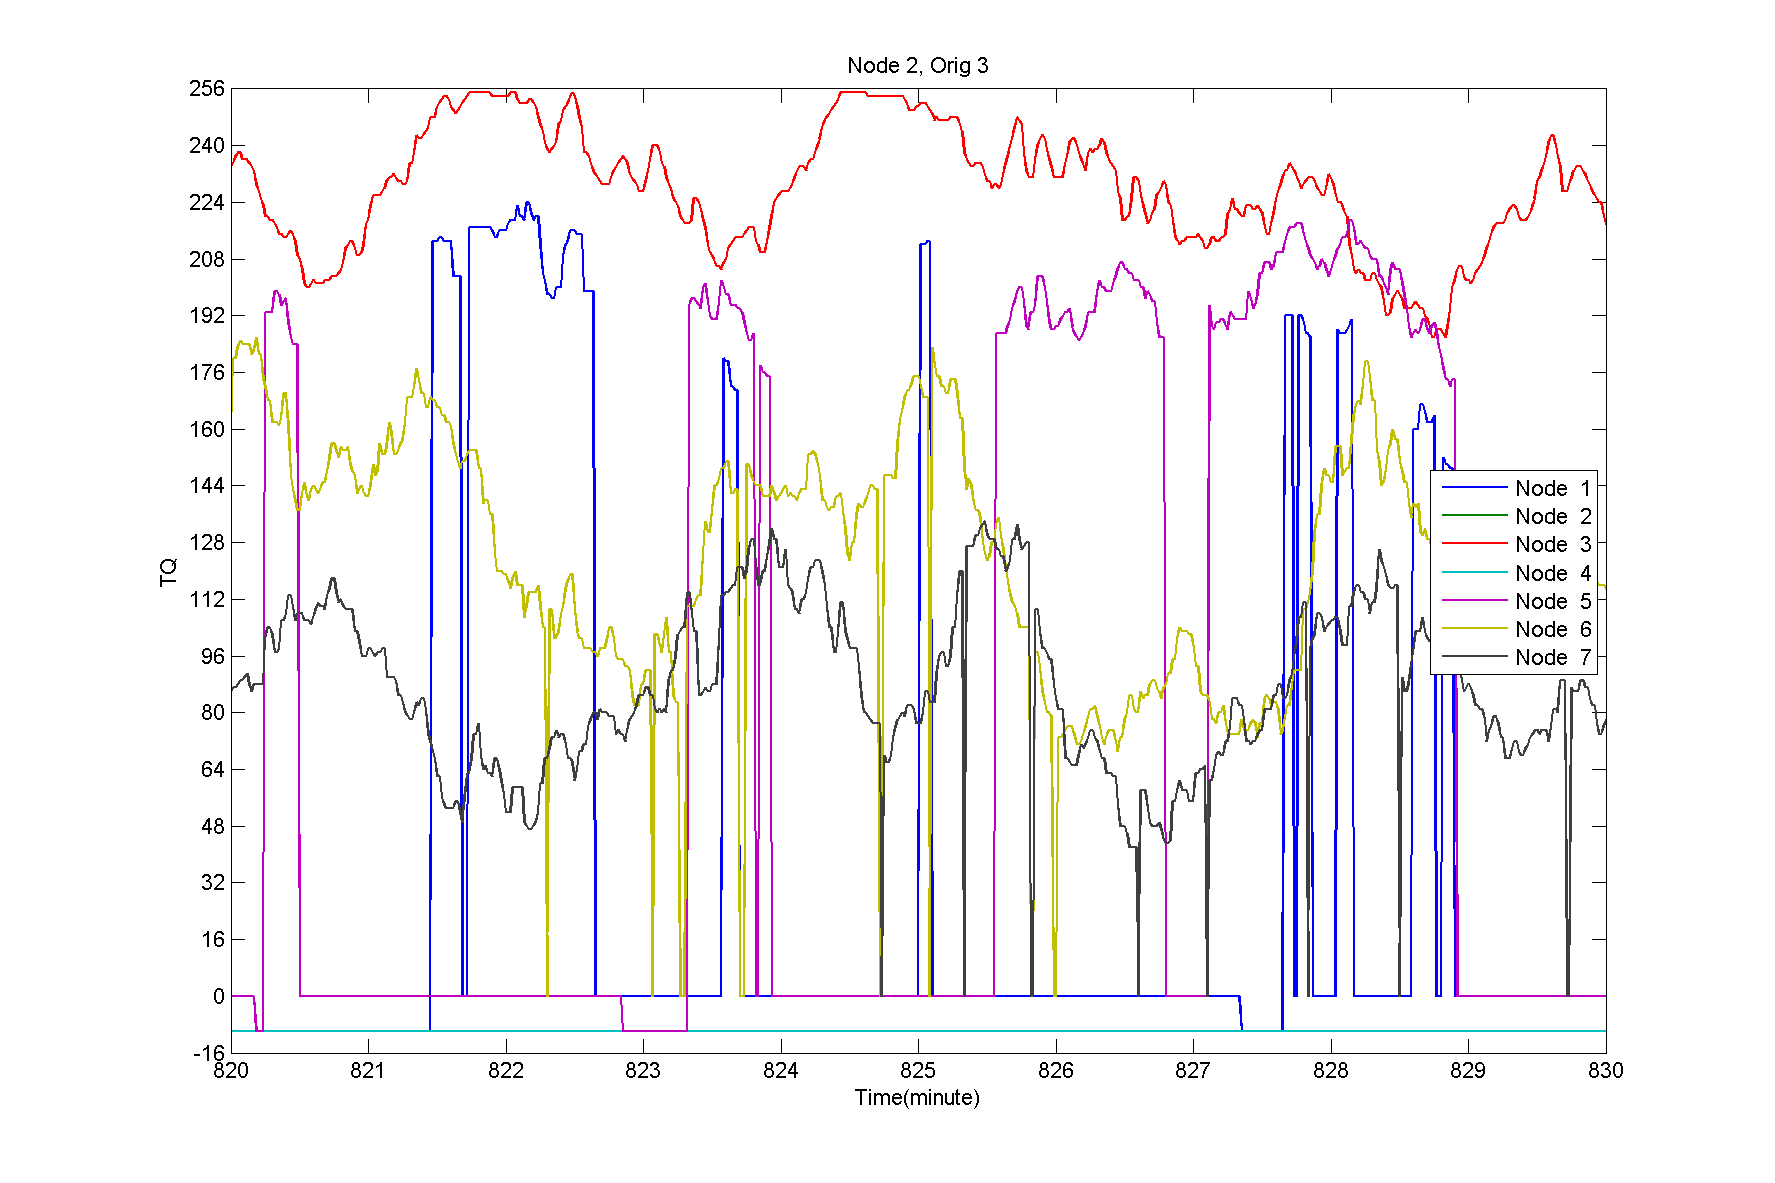 Node 2, Orig 3
256
240
224
208
192
176
160
144
128
112
96
80
64
48
32
16
0
-16
TQ
820 821 822 823 824 825 826 827 828 829 830
Time(minute)
Node 1
Node 2
Node 3
Node 4
Node 5
Node 6
Node 7